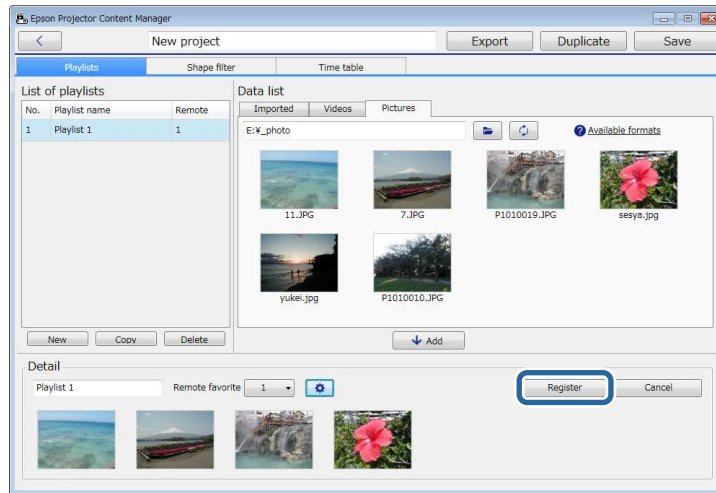 Epson Projector Content Manager
New project
Export
Duplicate
Save
Playlists
Shape filter
Time table
List of playlists
No. Playlist name Remote
1 Playlist 1 1
New
Copy
Delete
Data list
Imported
Videos
Pictures
E:¥_photo
Available formats
11.JPG
7.JPG
P1010019.JPG
sesya.jpg
yukei.jpg
P1010010.JPG
Add
Detail
Playlist 1
Remote favorite 1
Register
Cancel